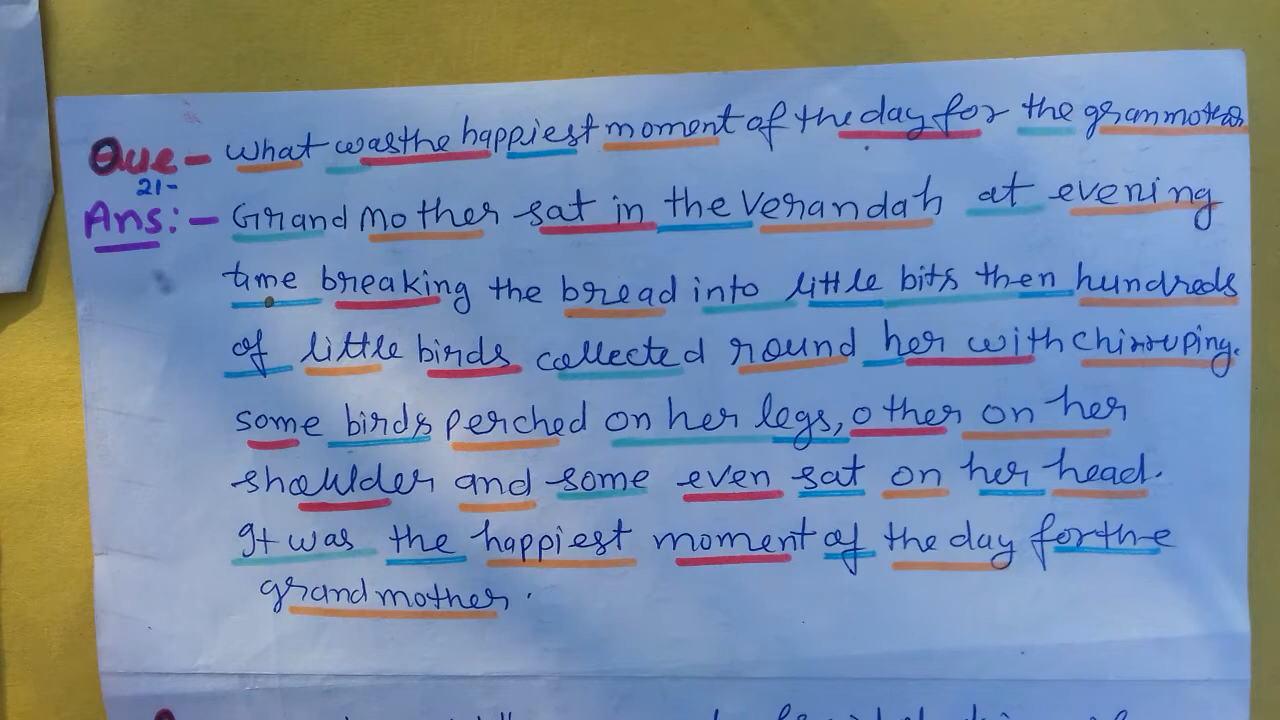 Que- what was the happiest moment of the day for the granmother
21-
Ans:- Grand mother sat in the verandah at evening
time breaking the bread into little bits then hundreds
of little birds collected round her with chirruping.
some birds perched on her legs, other on her
shoulder and some even sat on her head.
It was the happiest moment of the day for the
grandmother.